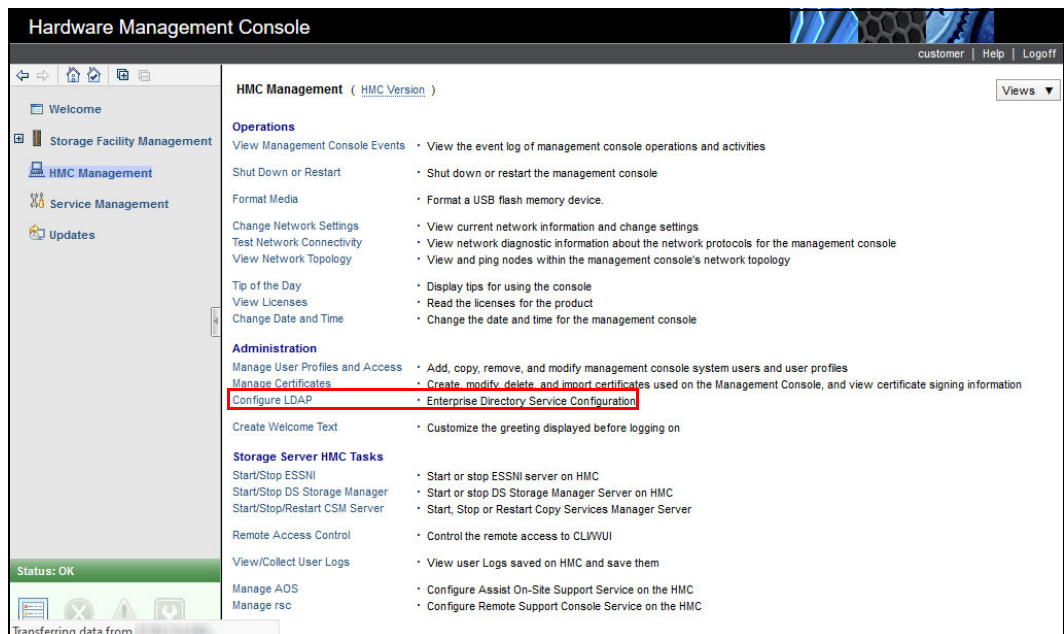 Hardware Management Console
customer | Help | Logoff
HMC Management ( HMC Version )
Views ▼
Welcome
Storage Facility Management
HMC Management
Service Management
Updates
Operations
View Management Console Events · View the event log of management console operations and activities
Shut Down or Restart · Shut down or restart the management console
Format Media · Format a USB flash memory device.
Change Network Settings · View current network information and change settings
Test Network Connectivity · View network diagnostic information about the network protocols for the management console
View Network Topology · View and ping nodes within the management console's network topology
Tip of the Day · Display tips for using the console
View Licenses · Read the licenses for the product
Change Date and Time · Change the date and time for the management console
Administration
Manage User Profiles and Access · Add, copy, remove, and modify management console system users and user profiles
Manage Certificates · Create, modify, delete, and import certificates used on the Management Console, and view certificate signing information
Configure LDAP · Enterprise Directory Service Configuration
Create Welcome Text · Customize the greeting displayed before logging on
Storage Server HMC Tasks
Start/Stop ESSNI · Start or stop ESSNI server on HMC
Start/Stop DS Storage Manager · Start or stop DS Storage Manager Server on HMC
Start/Stop/Restart CSM Server · Start, Stop or Restart Copy Services Manager Server
Remote Access Control · Control the remote access to CLI/WUI
View/Collect User Logs · View user Logs saved on HMC and save them
Manage AOS · Configure Assist On-Site Support Service on the HMC
Manage rsc · Configure Remote Support Console Service on the HMC
Status: OK
Transferring data from